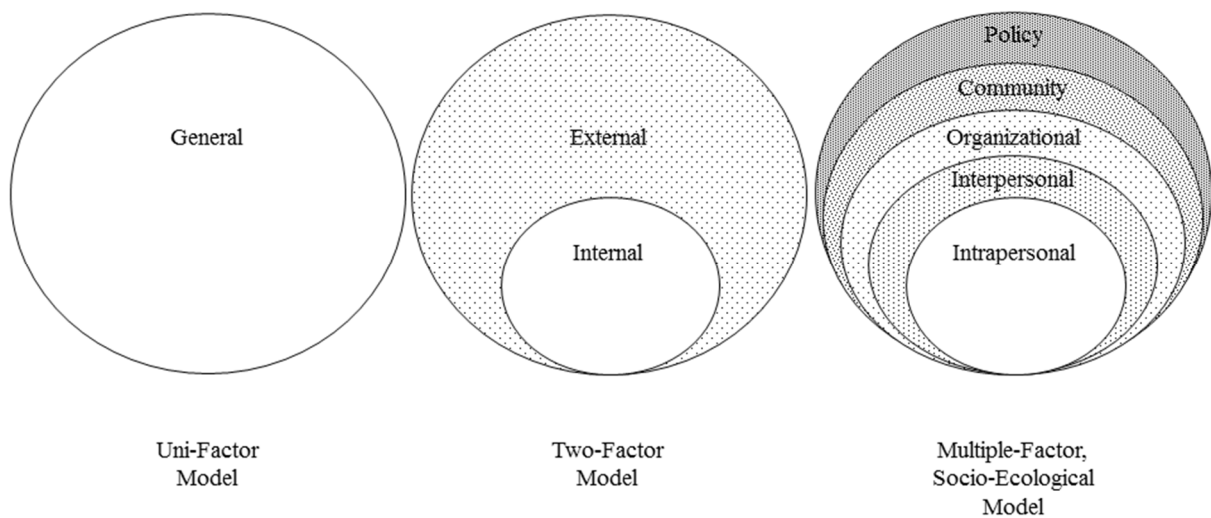 General
Uni-Factor
Model
External
Internal
Two-Factor
Model
Policy
Community
Organizational
Interpersonal
Intrapersonal
Multiple-Factor,
Socio-Ecological
Model